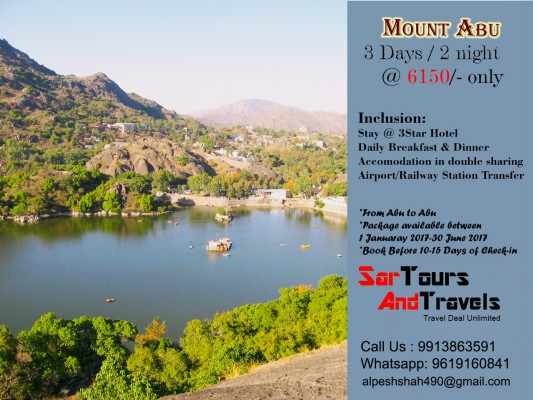 Mount Abu
3 Days / 2 night
@ 6150/- only
Inclusion:
Stay @ 3Star Hotel
Daily Breakfast & Dinner
Accomodation in double sharing
Airport/Railway Station Transfer
*From Abu to Abu
*Package available between
1 Januaray 2017-30 June 2017
*Book Before 10-15 Days of Check-in
SarTours
AndTravels
Travel Deal Unlimited
Call Us : 9913863591
Whatsapp: 9619160841
alpeshshah490@gmail.com